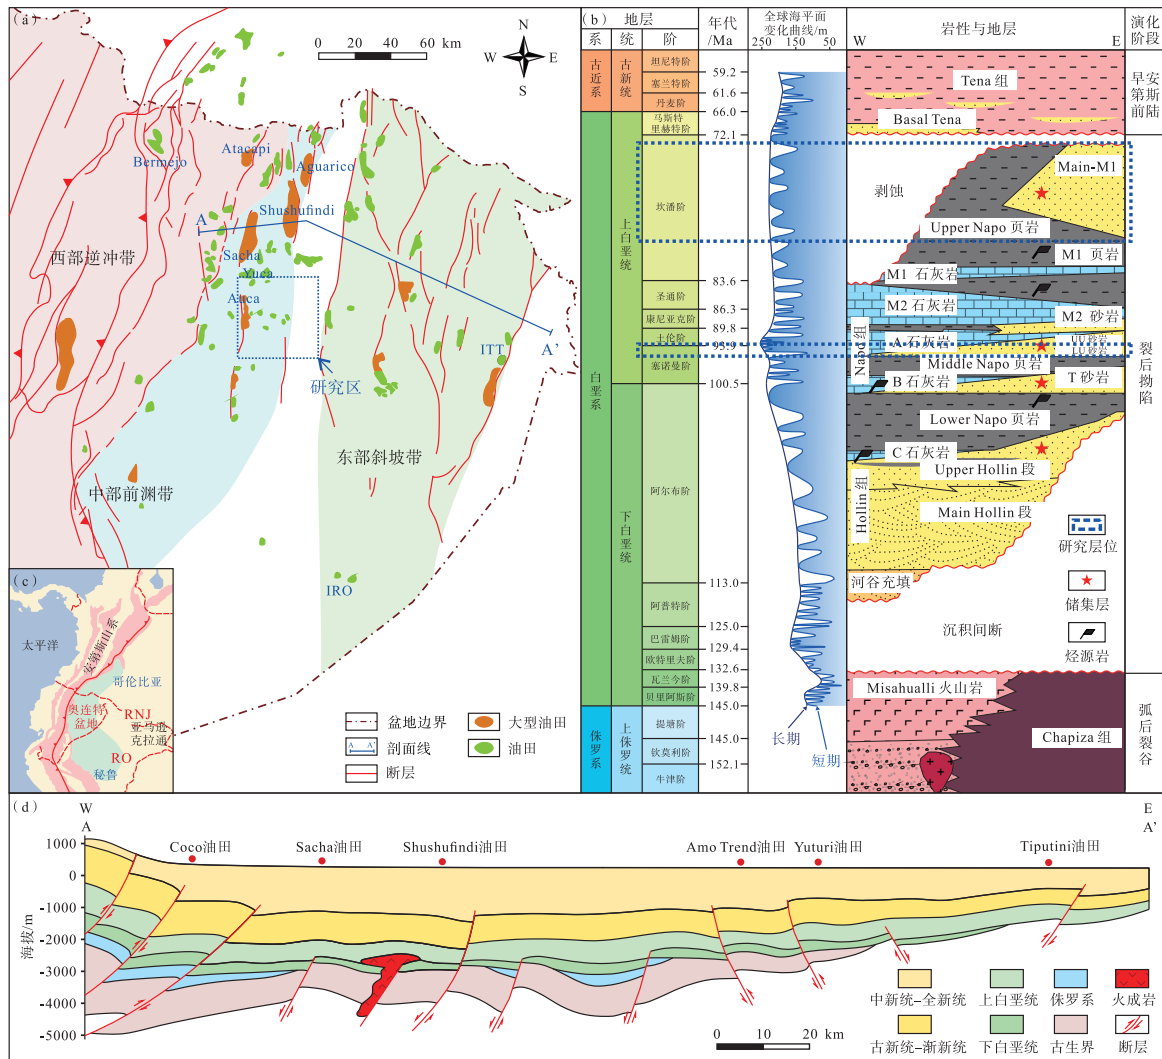 (a)
0 20 40 60 km
N
W E
S
Bermejo
Atacapi
Aguarico
Shushufindi
A
Sacha
Yuca
Auca
西部逆冲带
研究区
ITT
A’
东部斜坡带
中部前渊带
IRO
盆地边界
大型油田
A A’
剖面线
油田
断层
(c)
太平洋
安第斯山系
哥伦比亚
奥连特
盆地
RNJ
亚马逊
克拉通
RO
秘鲁
(b)
地层
年代
/Ma
全球海平面
变化曲线/m
岩性与地层
演化
阶段
系
统
阶
250 150 50
W E
古近系
古新统
坦尼特阶
59.2
塞兰特阶
61.6
丹麦阶
66.0
白垩系
上白垩统
马斯特
里赫特阶
72.1
坎潘阶
83.6
圣通阶
86.3
康尼亚克阶
89.8
土伦阶
93.9
塞诺曼阶
100.5
下白垩统
阿尔布阶
113.0
阿普特阶
125.0
巴雷姆阶
129.4
欧特里夫阶
132.6
瓦兰今阶
139.8
贝里阿斯阶
145.0
侏罗系
上侏罗统
提塘阶
145.0
钦莫利阶
152.1
牛津阶
长期
短期
Tena 组
Basal Tena
早安第斯前陆
剥蚀
Main-M1
Upper Napo 页岩
M1 页岩
M1 石灰岩
M2 石灰岩
M2 砂岩
Napo 组
A 石灰岩
UU砂岩
LU砂岩
Middle Napo 页岩
B 石灰岩
T 砂岩
Lower Napo 页岩
C 石灰岩
Upper Hollin 段
Hollin 组
Main Hollin 段
河谷充填
沉积间断
裂后拗陷
研究层位
储集层
烃源岩
Misahualli 火山岩
Chapiza 组
弧后裂谷
(d)
W
A
E
A’
Coco油田
Sacha油田
Shushufindi油田
Amo Trend油田
Yuturi油田
Tiputini油田
海拔/m
1000
0
-1000
-2000
-3000
-4000
-5000
0 10 20 km
中新统–全新统
上白垩统
侏罗系
火成岩
古新统–渐新统
下白垩统
古生界
断层